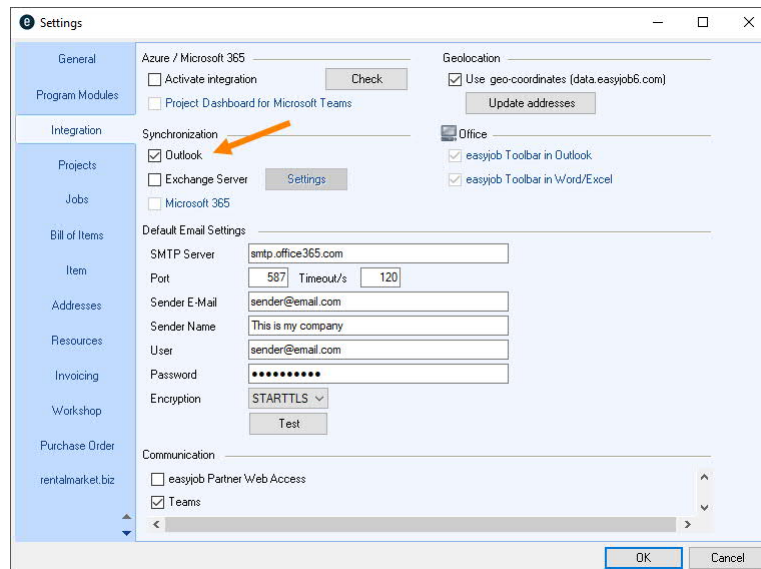 Settings
General
Program Modules
Integration
Projects
Jobs
Bill of Items
Item
Addresses
Resources
Invoicing
Workshop
Purchase Order
rentalmarket.biz
Azure / Microsoft 365
Activate integration
Check
Project Dashboard for Microsoft Teams
Geolocation
Use geo-coordinates (data.easyjob6.com)
Update addresses
Synchronization
Outlook
Exchange Server
Settings
Microsoft 365
Office
easyjob Toolbar in Outlook
easyjob Toolbar in Word/Excel
Default Email Settings
SMTP Server smtp.office365.com
Port 587 Timeout/s 120
Sender E-Mail sender@email.com
Sender Name This is my company
User sender@email.com
Password ••••••••••
Encryption STARTTLS
Test
Communication
easyjob Partner Web Access
Teams
OK Cancel